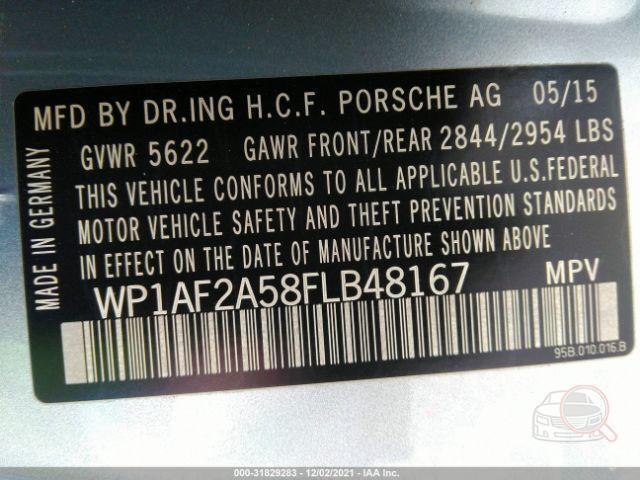 MFD BY DR.ING H.C.F. PORSCHE AG 05/15
GVWR 5622 GAWR FRONT/REAR 2844/2954 LBS
THIS VEHICLE CONFORMS TO ALL APPLICABLE U.S.FEDERAL
MOTOR VEHICLE SAFETY AND THEFT PREVENTION STANDARDS
IN EFFECT ON THE DATE OF MANUFACTURE SHOWN ABOVE
WP1AF2A58FLB48167 MPV
MADE IN GERMANY
95B.010.016.B
000-31829283 - 12/02/2021 - IAA Inc.